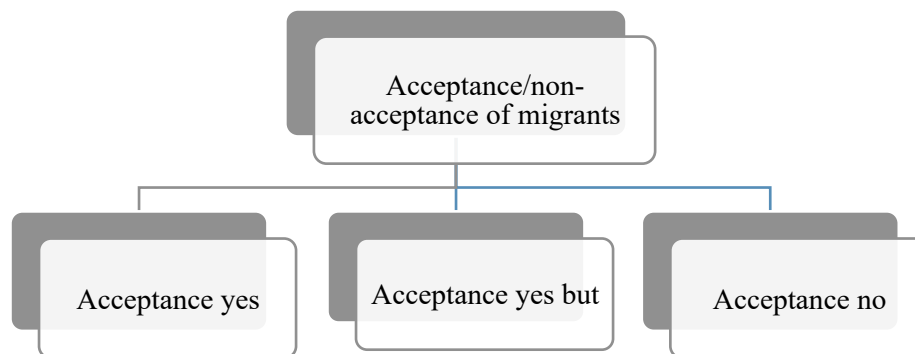 Acceptance/non-
acceptance of migrants
Acceptance yes
Acceptance yes but
Acceptance no